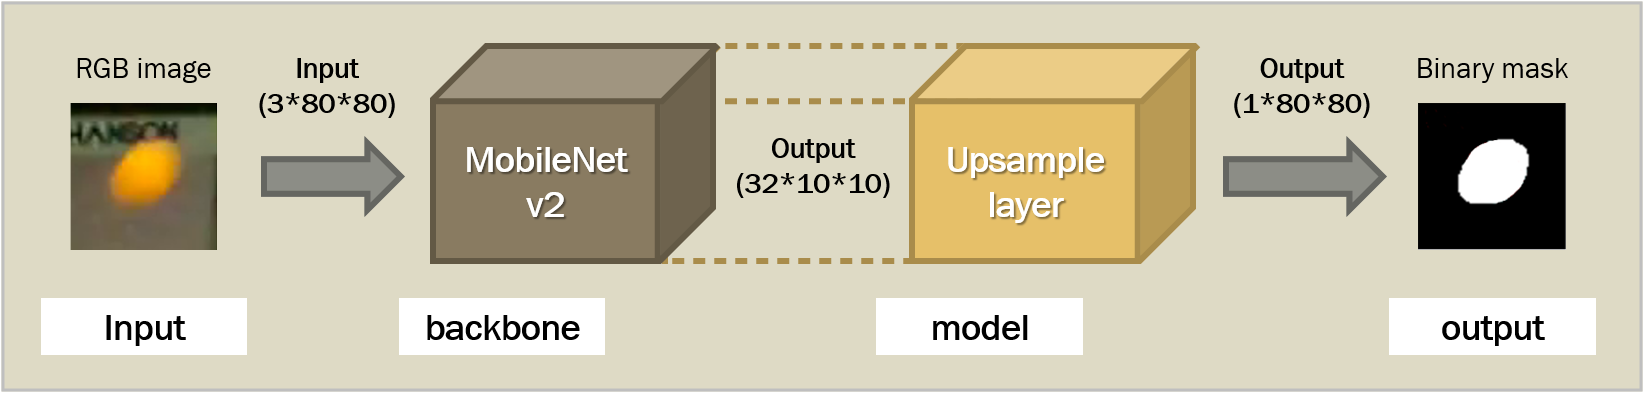 RGB image
Input
(3*80*80)
HANSON
MobileNet
v2
Output
(32*10*10)
Upsample
layer
Output
(1*80*80)
Binary mask
Input
backbone
model
output